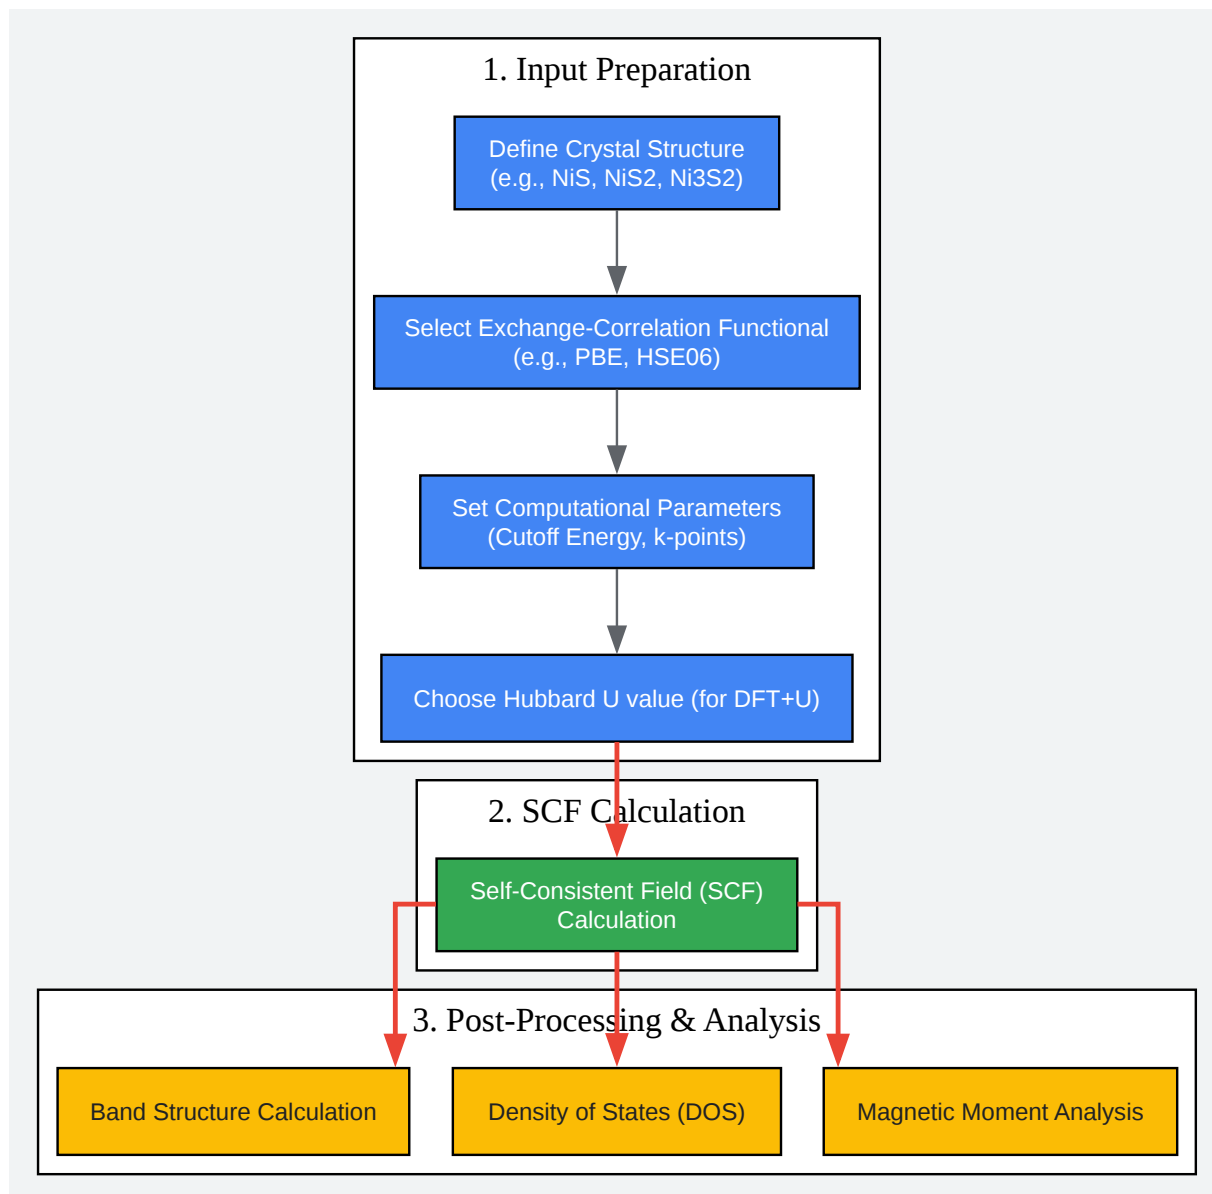 1. Input Preparation
Define Crystal Structure
(e.g., NiS, NiS2, Ni3S2)
Select Exchange-Correlation Functional
(e.g., PBE, HSE06)
Set Computational Parameters
(Cutoff Energy, k-points)
Choose Hubbard U value (for DFT+U)
2. SCF Calculation
Self-Consistent Field (SCF)
Calculation
3. Post-Processing & Analysis
Band Structure Calculation
Density of States (DOS)
Magnetic Moment Analysis